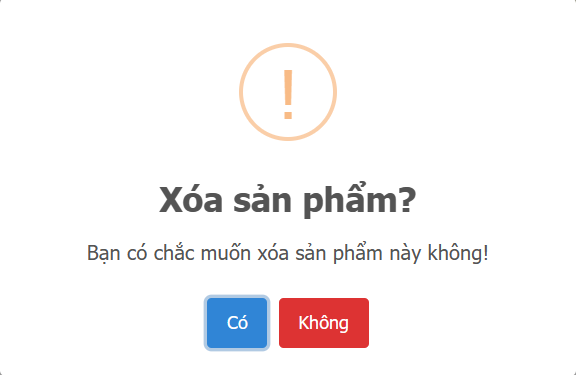 !
Xóa sản phẩm?
Bạn có chắc muốn xóa sản phẩm này không!
Có
Không